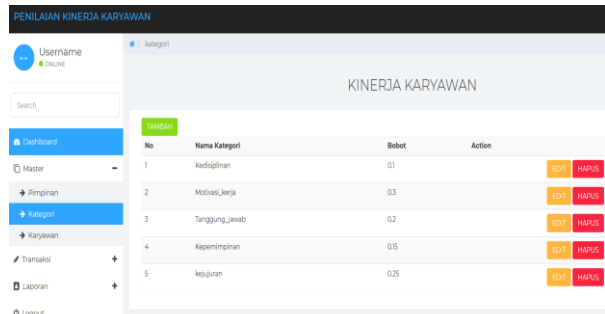 PENILAIAN KINERJA KARYAWAN
Username
ONLINE
Search
Dashboard
Master
Pimpinan
Kategori
Karyawan
Transaksi
Laporan
Logout
/ kategori
KINERJA KARYAWAN
TAMBAH
No Nama Kategori Bobot Action
1 Kedisiplinan 0.1 EDIT HAPUS
2 Motivasi_kerja 0.3 EDIT HAPUS
3 Tanggung_jawab 0.2 EDIT HAPUS
4 Kepemimpinan 0.15 EDIT HAPUS
5 kejujuran 0.25 EDIT HAPUS